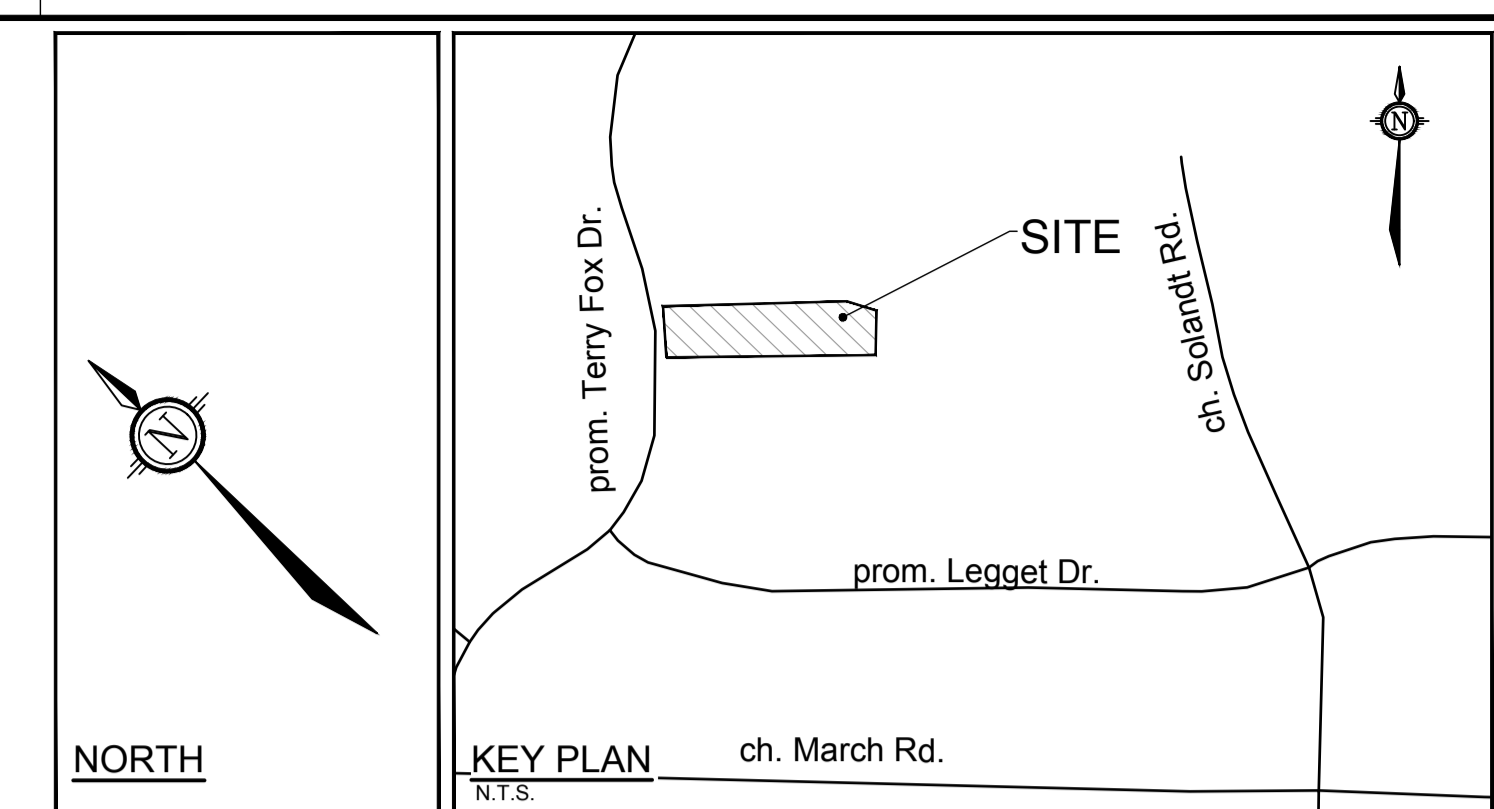 N
NORTH
N
SITE
prom. Terry Fox Dr.
ch. Solandt Rd.
prom. Legget Dr.
ch. March Rd.
KEY PLAN
N.T.S.